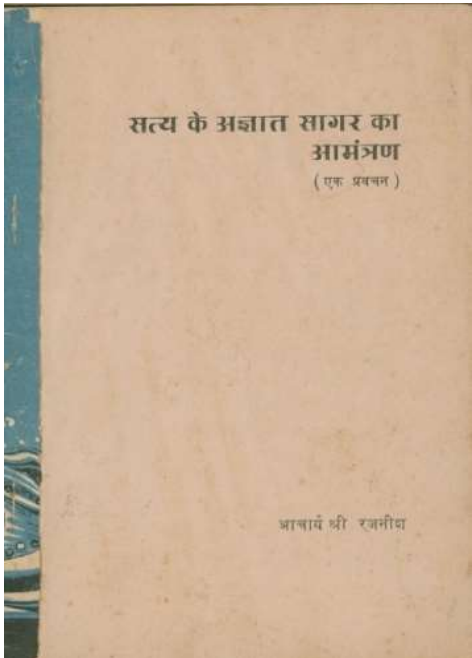 सत्य के अज्ञात सागर का
आमंत्रण
( एक प्रवचन )
आचार्य श्री रजनीश